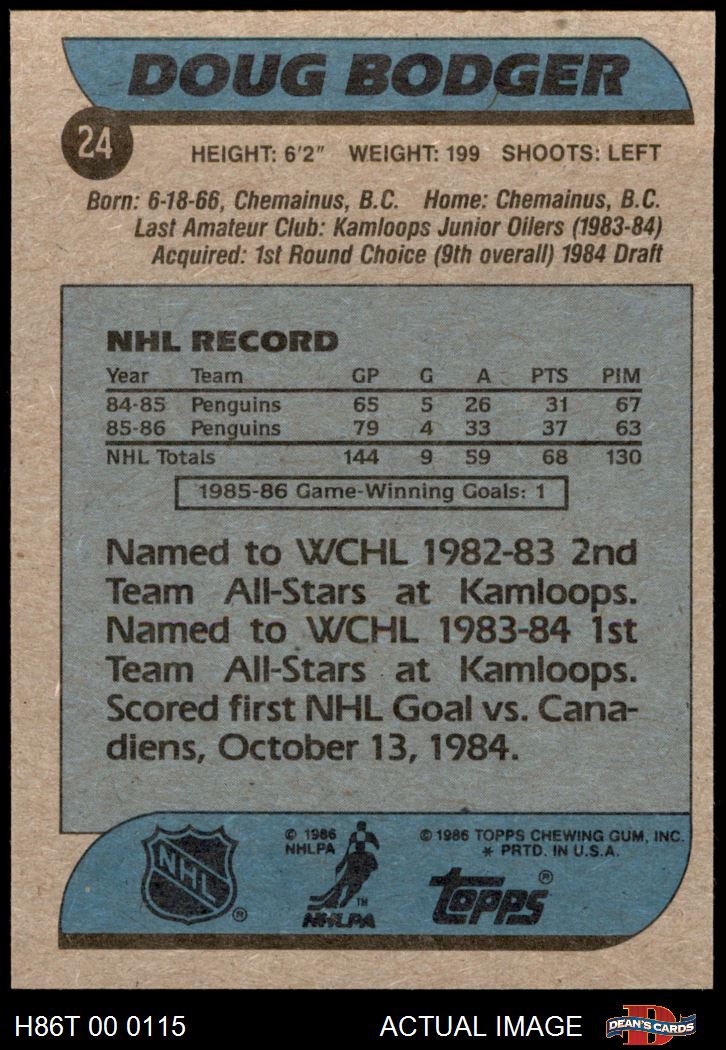 DOUG BODGER
24
HEIGHT: 6'2" WEIGHT: 199 SHOOTS: LEFT
Born: 6-18-66, Chemainus, B.C. Home: Chemainus, B.C.
Last Amateur Club: Kamloops Junior Oilers (1983-84)
Acquired: 1st Round Choice (9th overall) 1984 Draft
NHL RECORD
Year Team GP G A PTS PIM
84-85 Penguins 65 5 26 31 67
85-86 Penguins 79 4 33 37 63
NHL Totals 144 9 59 68 130
1985-86 Game-Winning Goals: 1
Named to WCHL 1982-83 2nd
Team All-Stars at Kamloops.
Named to WCHL 1983-84 1st
Team All-Stars at Kamloops.
Scored first NHL Goal vs. Cana-
diens, October 13, 1984.
NHL ®
© 1986
NHLPA
TM
NHLPA
© 1986 TOPPS CHEWING GUM, INC.
* PRTD. IN U.S.A.
topps ®
H86T 00 0115 ACTUAL IMAGE
D
DEAN'S CARDS